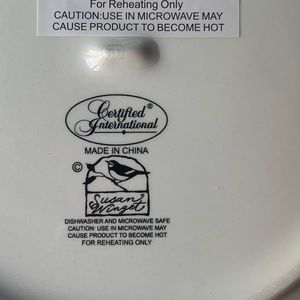 For Reheating Only
CAUTION:USE IN MICROWAVE MAY
CAUSE PRODUCT TO BECOME HOT
Certified ®
International
MADE IN CHINA
©
Susan
Winget
DISHWASHER AND MICROWAVE SAFE
CAUTION: USE IN MICROWAVE MAY
CAUSE PRODUCT TO BECOME HOT
FOR REHEATING ONLY